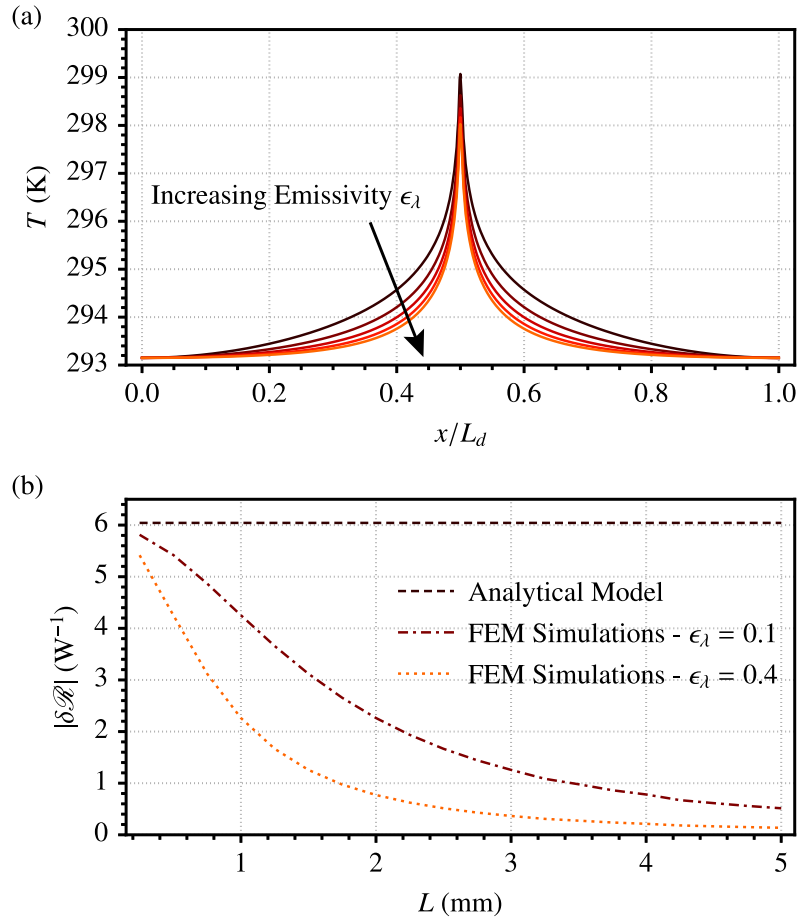 (a)
300
299
298
297
296
295
294
293
T (K)
Increasing Emissivity ϵλ
0.0 0.2 0.4 0.6 0.8 1.0
x/L_d
(b)
6
5
4
3
2
1
0
|δℛ| (W⁻¹)
Analytical Model
FEM Simulations - ϵλ = 0.1
FEM Simulations - ϵλ = 0.4
1 2 3 4 5
L (mm)